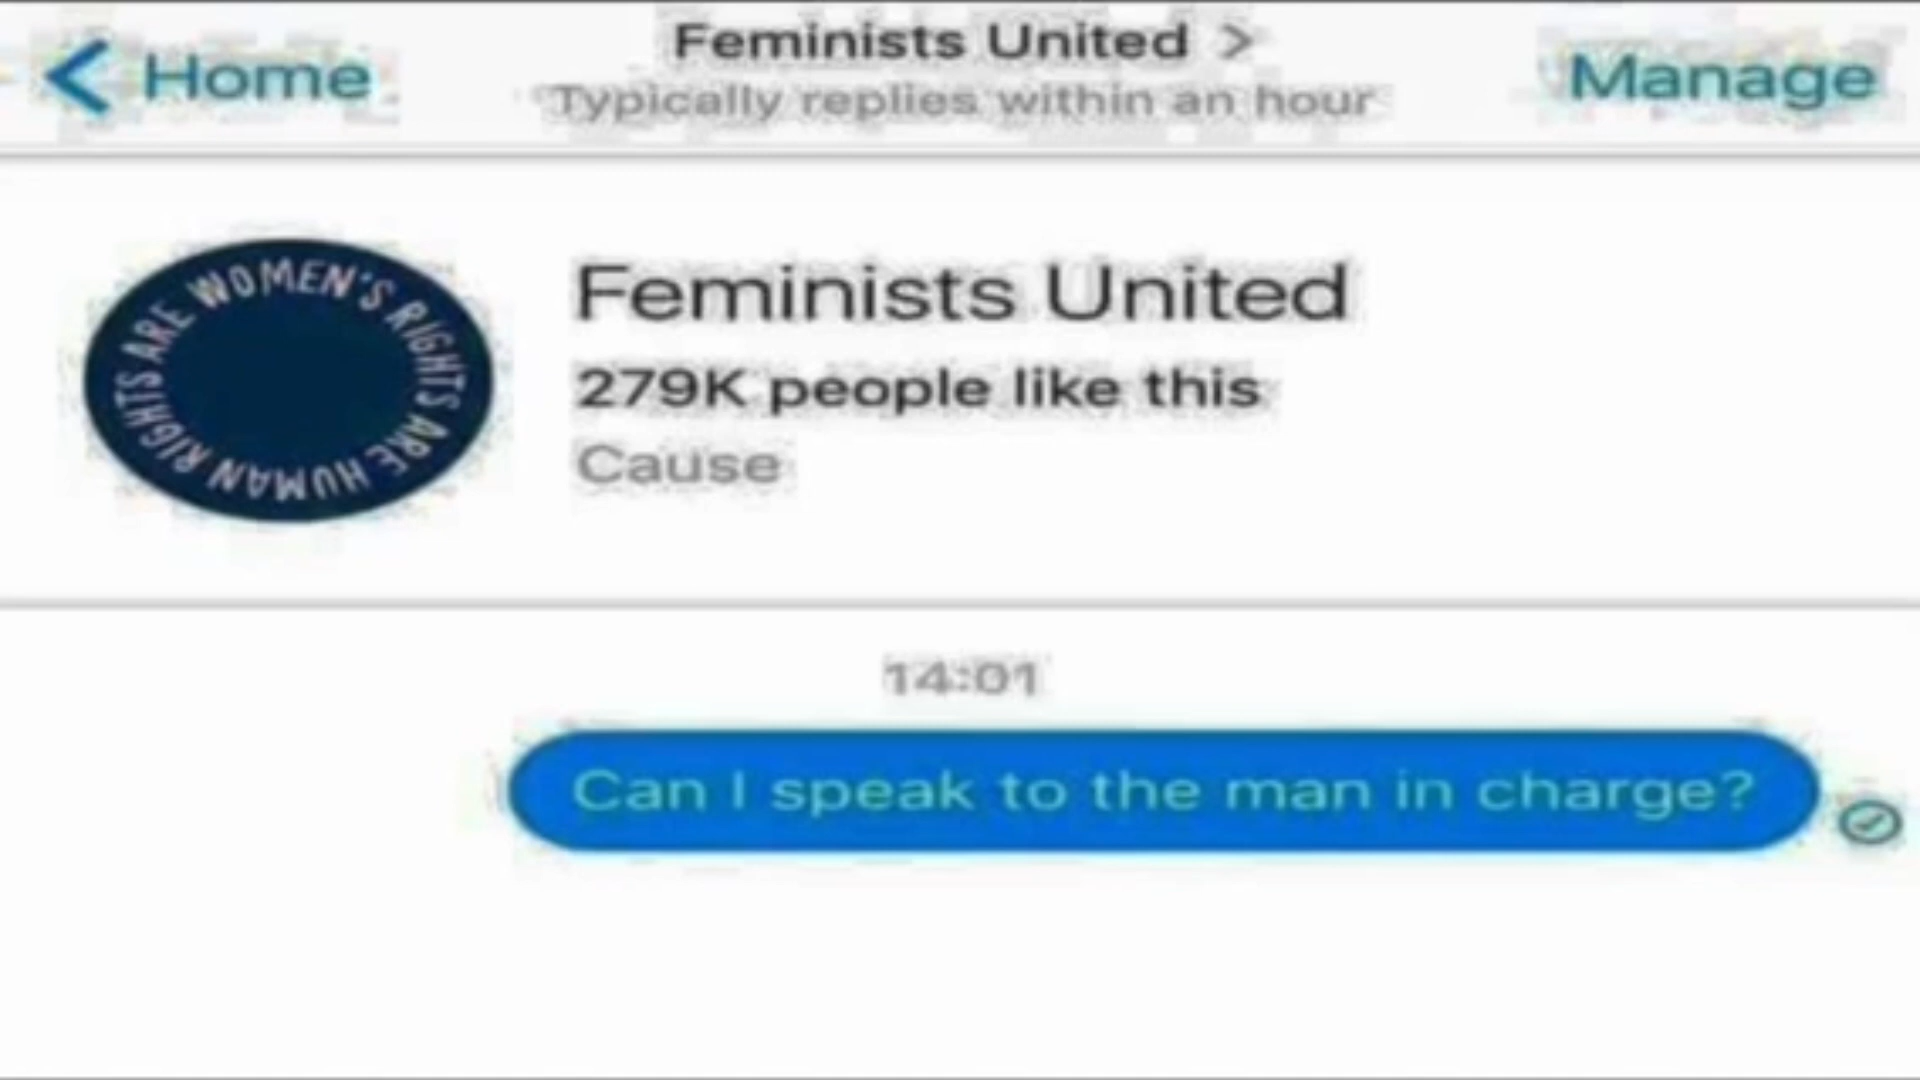 Home
Feminists United >
Typically replies within an hour
Manage
WOMEN'S RIGHTS ARE HUMAN RIGHTS ARE
Feminists United
279K people like this
Cause
14:01
Can I speak to the man in charge?